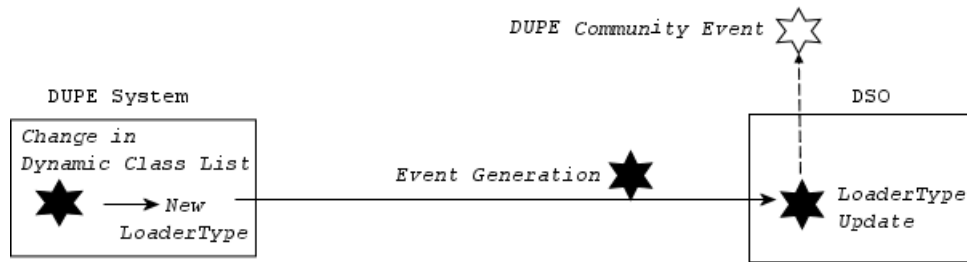 DUPE Community Event
DUPE System
DSO
Change in
Dynamic Class List
Event Generation
New
LoaderType
LoaderType
Update